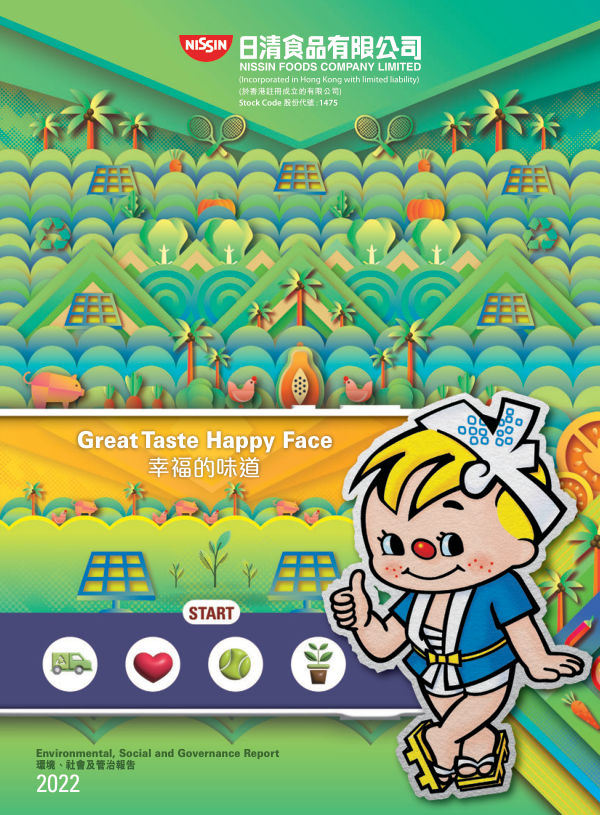 NISSIN
日清食品有限公司
NISSIN FOODS COMPANY LIMITED
(Incorporated in Hong Kong with limited liability)
(於香港註冊成立的有限公司)
Stock Code 股份代號 : 1475
Great Taste Happy Face
幸福的味道
START
Environmental, Social and Governance Report
環境、社會及管治報告
2022